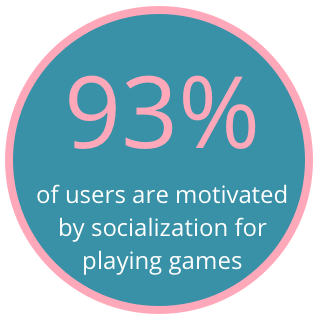 93%
of users are motivated
by socialization for
playing games